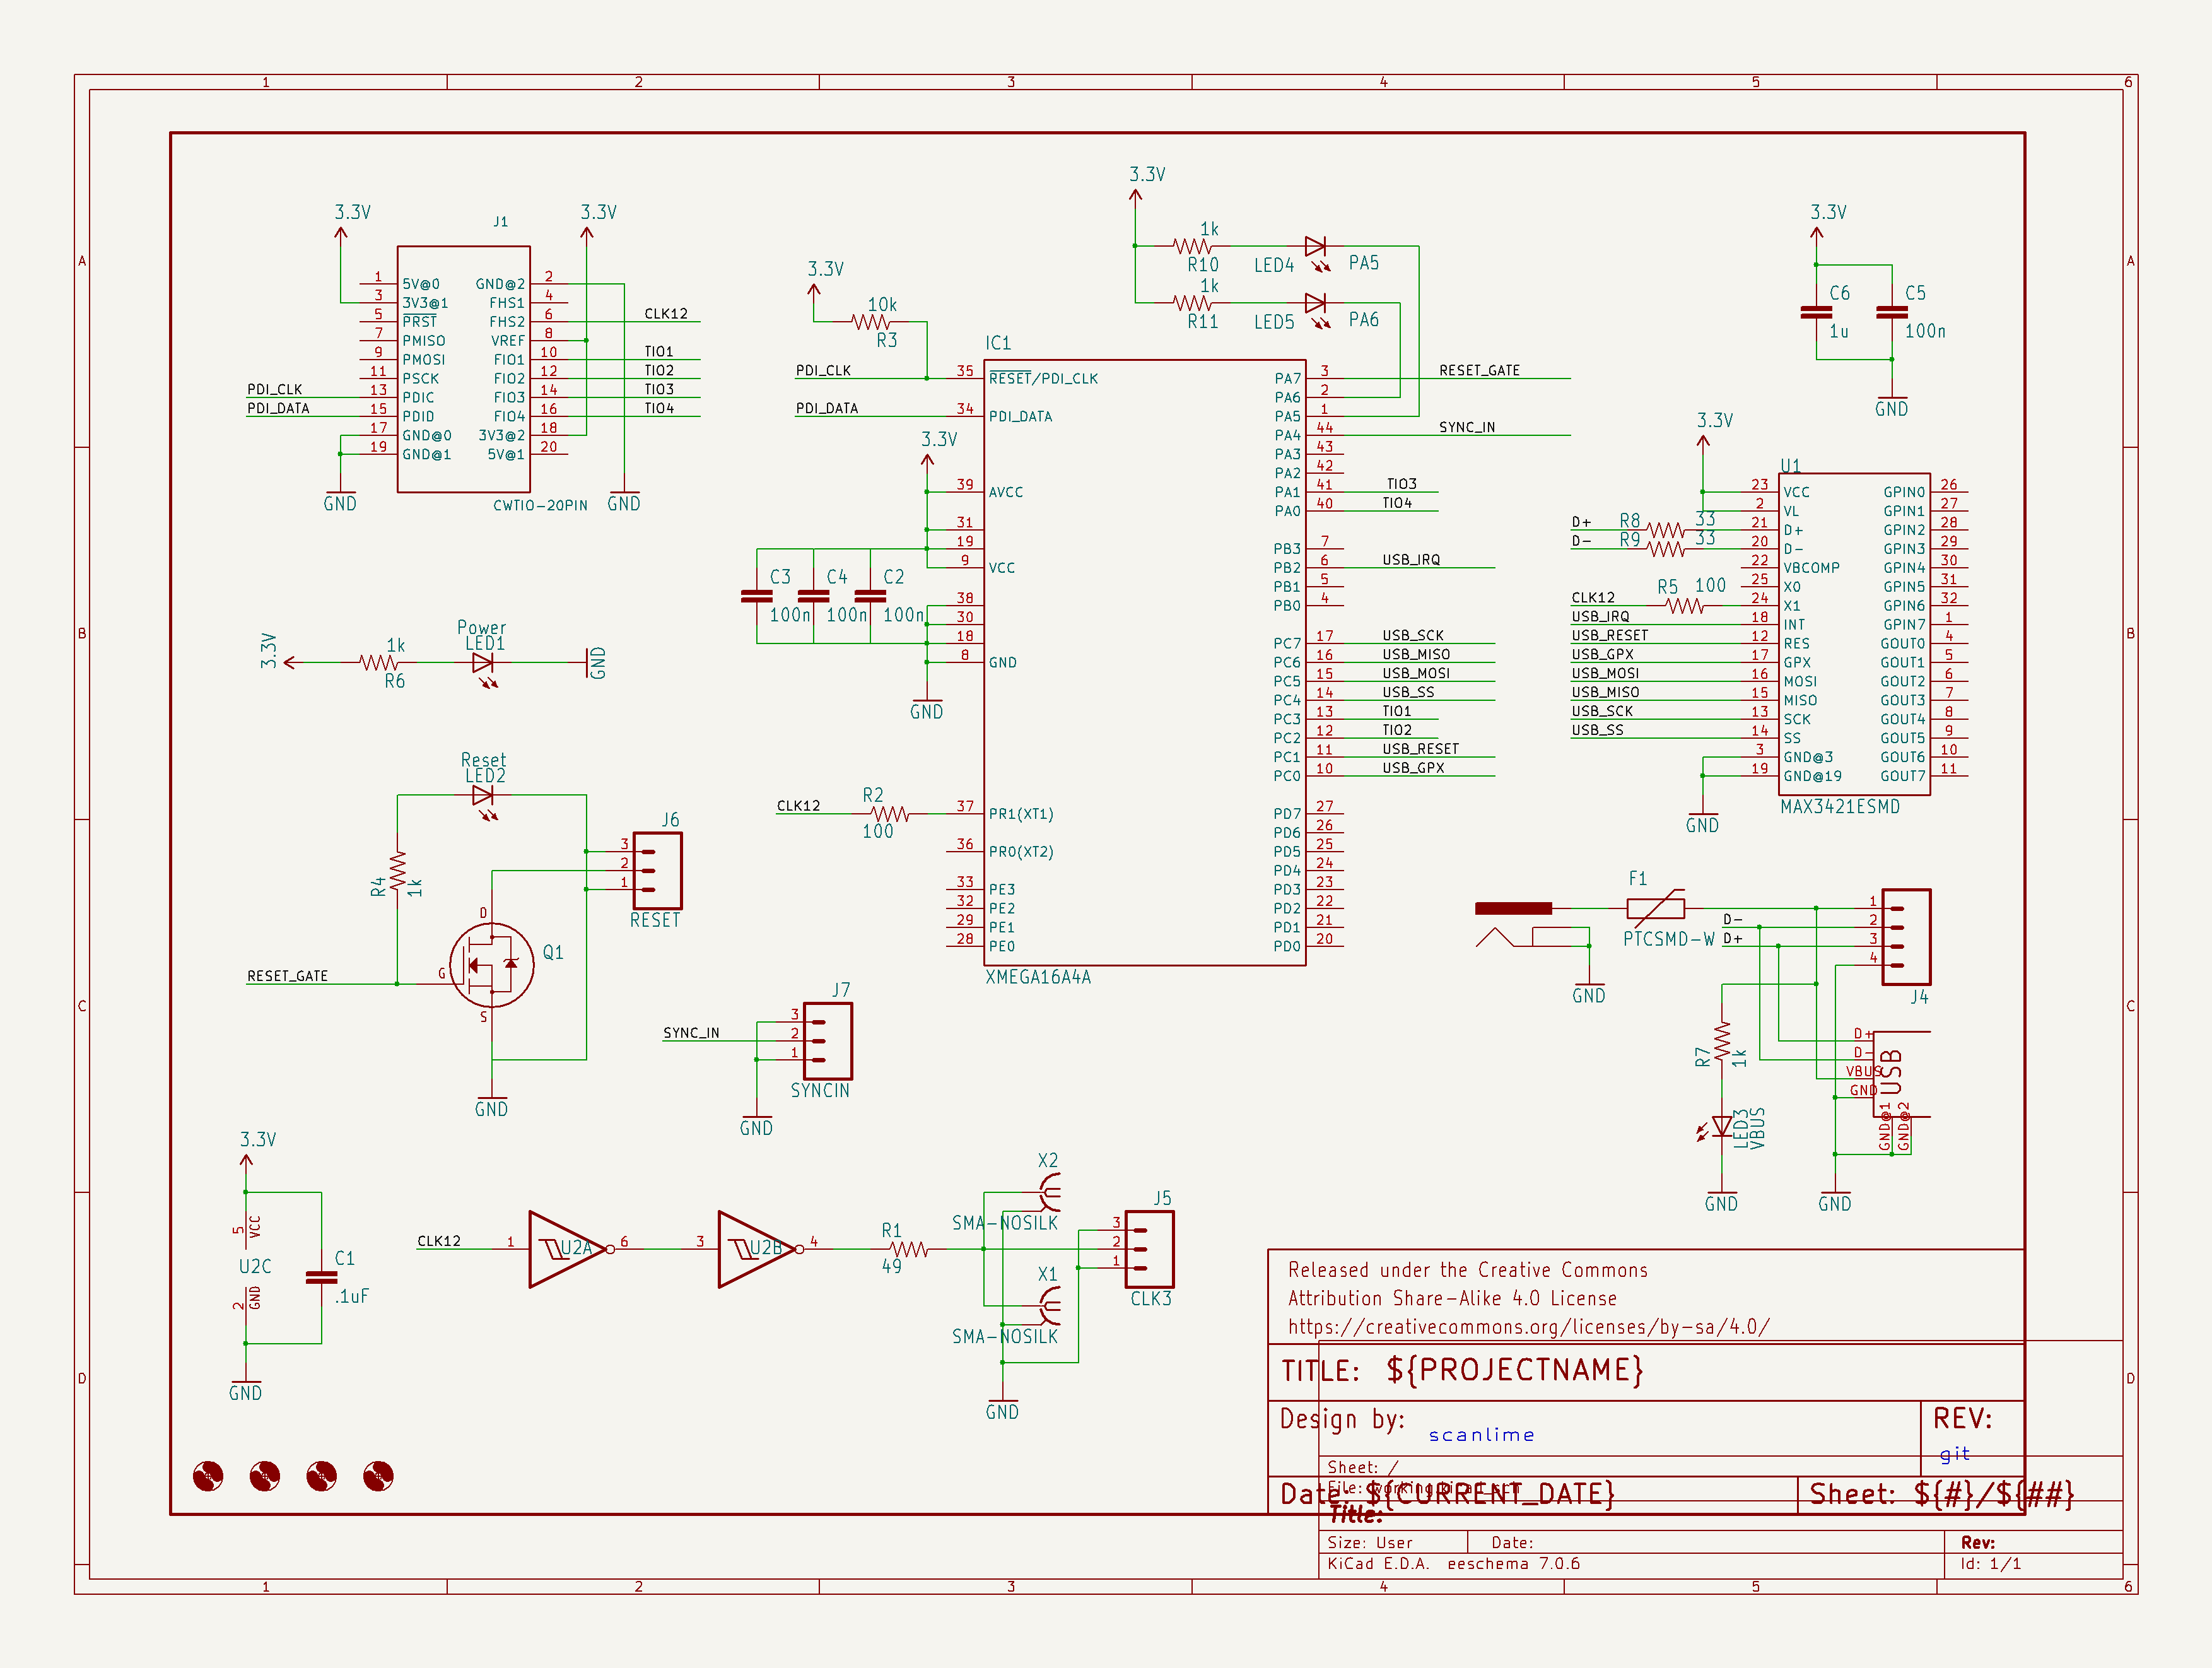 1 2 3 4 5 6
A
B
C
D
A
B
C
D
1 2 3 4 5 6
3.3V
J1
3.3V
1 5V@0 GND@2 2
3 3V3@1 FHS1 4
5 PRST FHS2 6 CLK12
7 PMISO VREF 8
9 PMOSI FIO1 10 TIO1
11 PSCK FIO2 12 TIO2
PDI_CLK 13 PDIC FIO3 14 TIO3
PDI_DATA 15 PDID FIO4 16 TIO4
17 GND@0 3V3@2 18
19 GND@1 5V@1 20
GND
CWTIO-20PIN
GND
3.3V
1k
R6
Power
LED1
GND
Reset
LED2
R4
1k
RESET_GATE
D
G
S
Q1
GND
J6
3
2
1
RESET
J7
3
SYNC_IN 2
1
SYNCIN
GND
3.3V
5 VCC
U2C
2 GND
C1
.1uF
GND
CLK12 1 U2A 6 3 U2B 4
R1
49
X2
SMA-NOSILK
X1
SMA-NOSILK
J5
3
2
1
CLK3
GND
3.3V
10k
R3
3.3V
1k
R10 LED4 PA5
1k
R11 LED5 PA6
IC1
PDI_CLK 35 RESET/PDI_CLK
PDI_DATA 34 PDI_DATA
3.3V
39 AVCC
31
19
9 VCC
C3 C4 C2
100n 100n 100n
38
30
18
8 GND
GND
CLK12 R2 37 PR1(XT1)
100
36 PR0(XT2)
33 PE3
32 PE2
29 PE1
28 PE0
XMEGA16A4A
PA7 3 RESET_GATE
PA6 2
PA5 1
PA4 44 SYNC_IN
PA3 43
PA2 42
PA1 41 TIO3
PA0 40 TIO4
PB3 7
PB2 6 USB_IRQ
PB1 5
PB0 4
PC7 17 USB_SCK
PC6 16 USB_MISO
PC5 15 USB_MOSI
PC4 14 USB_SS
PC3 13 TIO1
PC2 12 TIO2
PC1 11 USB_RESET
PC0 10 USB_GPX
PD7 27
PD6 26
PD5 25
PD4 24
PD3 23
PD2 22
PD1 21
PD0 20
3.3V
C6 C5
1u 100n
GND
3.3V
U1
23 VCC GPIN0 26
2 VL GPIN1 27
D+ R8 33 21 D+ GPIN2 28
D- R9 33 20 D- GPIN3 29
22 VBCOMP GPIN4 30
R5 100 25 X0 GPIN5 31
CLK12 24 X1 GPIN6 32
USB_IRQ 18 INT GPIN7 1
USB_RESET 12 RES GOUT0 4
USB_GPX 17 GPX GOUT1 5
USB_MOSI 16 MOSI GOUT2 6
USB_MISO 15 MISO GOUT3 7
USB_SCK 13 SCK GOUT4 8
USB_SS 14 SS GOUT5 9
3 GND@3 GOUT6 10
19 GND@19 GOUT7 11
MAX3421ESMD
GND
F1
PTCSMD-W
GND
1
D- 2
D+ 3
4
J4
R7
1k
LED3
VBUS
GND
D+
D-
VBUS
GND
USB
GND@1
GND@2
GND
Released under the Creative Commons
Attribution Share-Alike 4.0 License
https://creativecommons.org/licenses/by-sa/4.0/
TITLE: ${PROJECTNAME}
Design by: scanlime
REV: git
Sheet: /
File: working.kicad_sch
Date: ${CURRENT_DATE}
Sheet: ${#}/${##}
Title:
Size: User Date: Rev:
KiCad E.D.A. eeschema 7.0.6 Id: 1/1